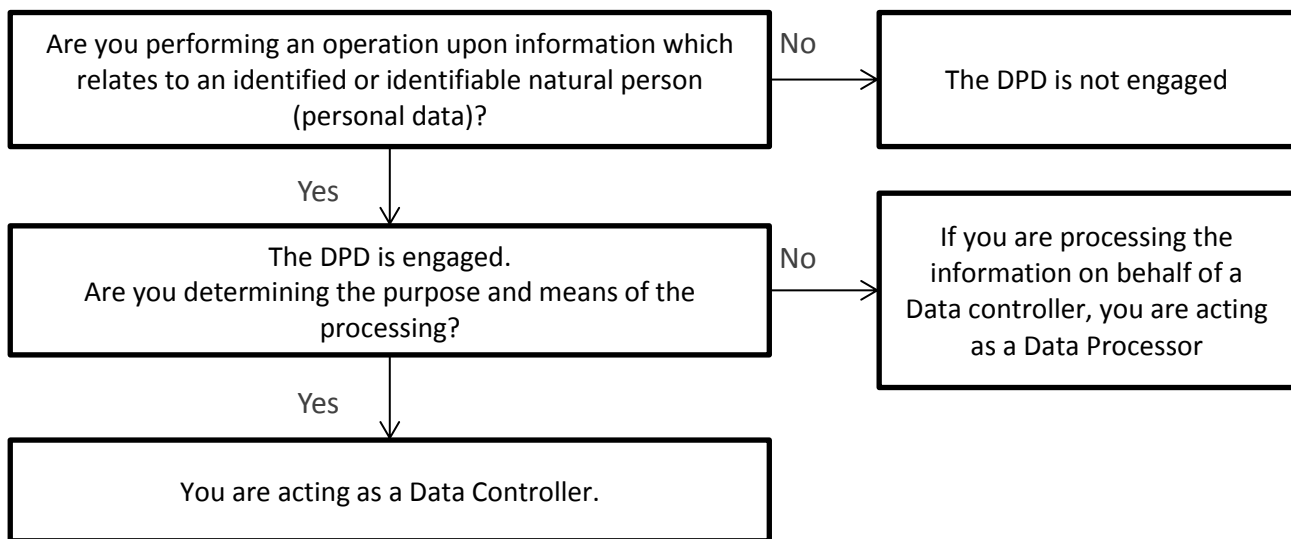 Are you performing an operation upon information which
relates to an identified or identifiable natural person
(personal data)?
No
The DPD is not engaged
Yes
The DPD is engaged.
Are you determining the purpose and means of the
processing?
No
If you are processing the
information on behalf of a
Data controller, you are acting
as a Data Processor
Yes
You are acting as a Data Controller.